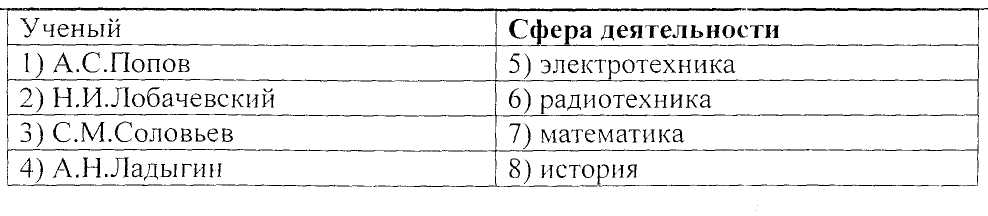 Ученый Сфера деятельности
1) А.С.Попов 5) электротехника
2) Н.И.Лобачевский 6) радиотехника
3) С.М.Соловьев 7) математика
4) А.Н.Ладыгин 8) история